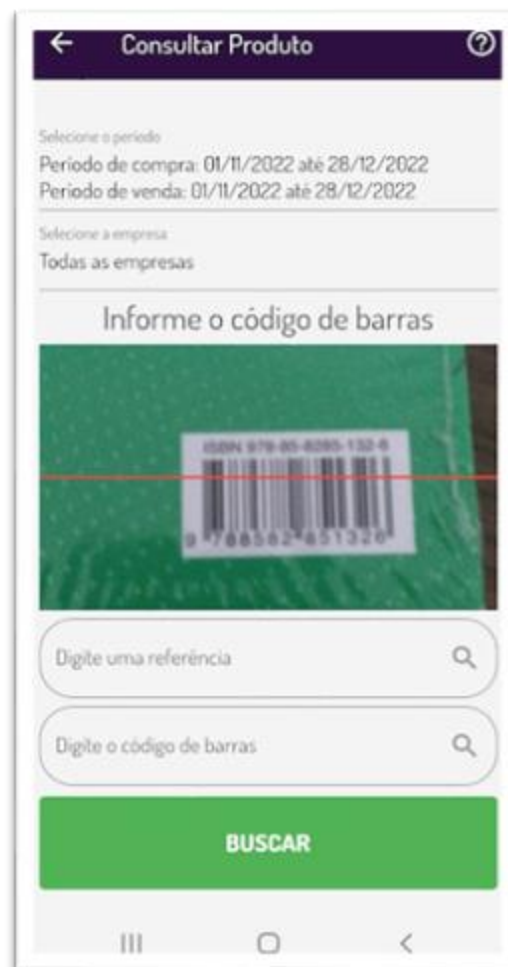 Consultar Produto
Selecione o período
Período de compra: 01/11/2022 até 28/12/2022
Período de venda: 01/11/2022 até 28/12/2022
Selecione a empresa
Todas as empresas
Informe o código de barras
ISBN 978-85-8285-132-6
9 788582 851326
Digite uma referência
Digite o código de barras
BUSCAR